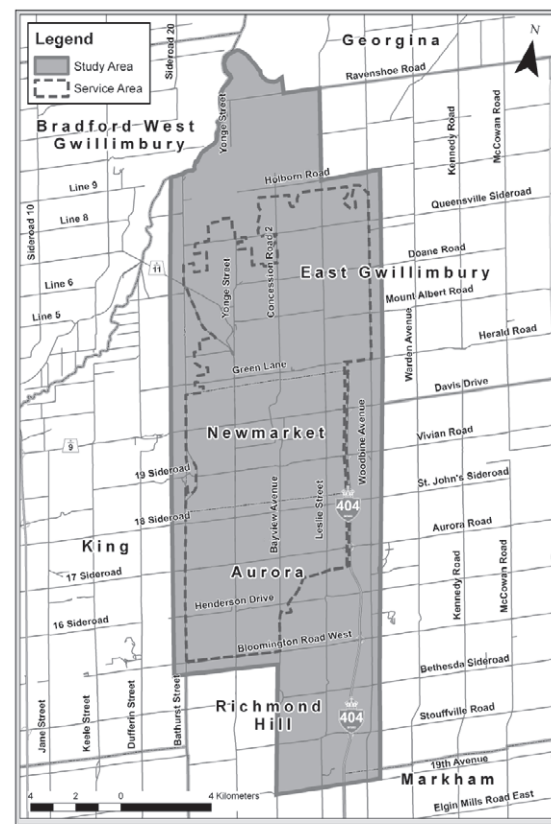 Legend
Study Area
Service Area
Sideroad 20
Georgina
N
Ravenshoe Road
Yonge Street
Bradford West
Gwillimbury
Kennedy Road
McCowan Road
Holborn Road
Line 9
Queensville Sideroad
Line 8
Sideroad 10
Concession Road 2
Doane Road
11
East Gwillimbury
Yonge Street
Line 6
Mount Albert Road
Line 5
Warden Avenue
Herald Road
Green Lane
Davis Drive
Newmarket
Woodbine Avenue
Vivian Road
9
19 Sideroad
St. John's Sideroad
Bayview Avenue
Leslie Street
404
18 Sideroad
Aurora Road
King
Kennedy Road
McCowan Road
17 Sideroad
Aurora
Henderson Drive
16 Sideroad
Bloomington Road West
Bethesda Sideroad
Jane Street
Keele Street
Dufferin Street
Bathurst Street
Richmond
Hill
404
Stouffville Road
19th Avenue
Markham
4 2 0 4 Kilometers
Elgin Mills Road East